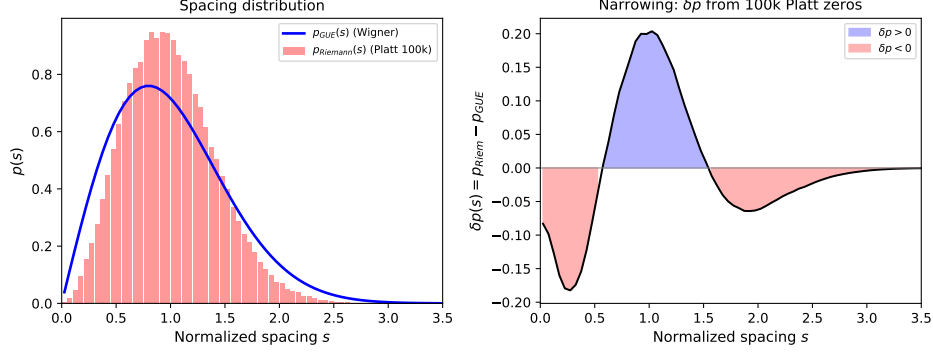 Spacing distribution
p_GUE(s) (Wigner)
p_Riemann(s) (Platt 100k)
p(s)
0.8
0.6
0.4
0.2
0.0
0.0 0.5 1.0 1.5 2.0 2.5 3.0 3.5
Normalized spacing s
Narrowing: δp from 100k Platt zeros
δp > 0
δp < 0
δp(s) = p_Riem − p_GUE
0.20
0.15
0.10
0.05
0.00
−0.05
−0.10
−0.15
−0.20
0.0 0.5 1.0 1.5 2.0 2.5 3.0 3.5
Normalized spacing s